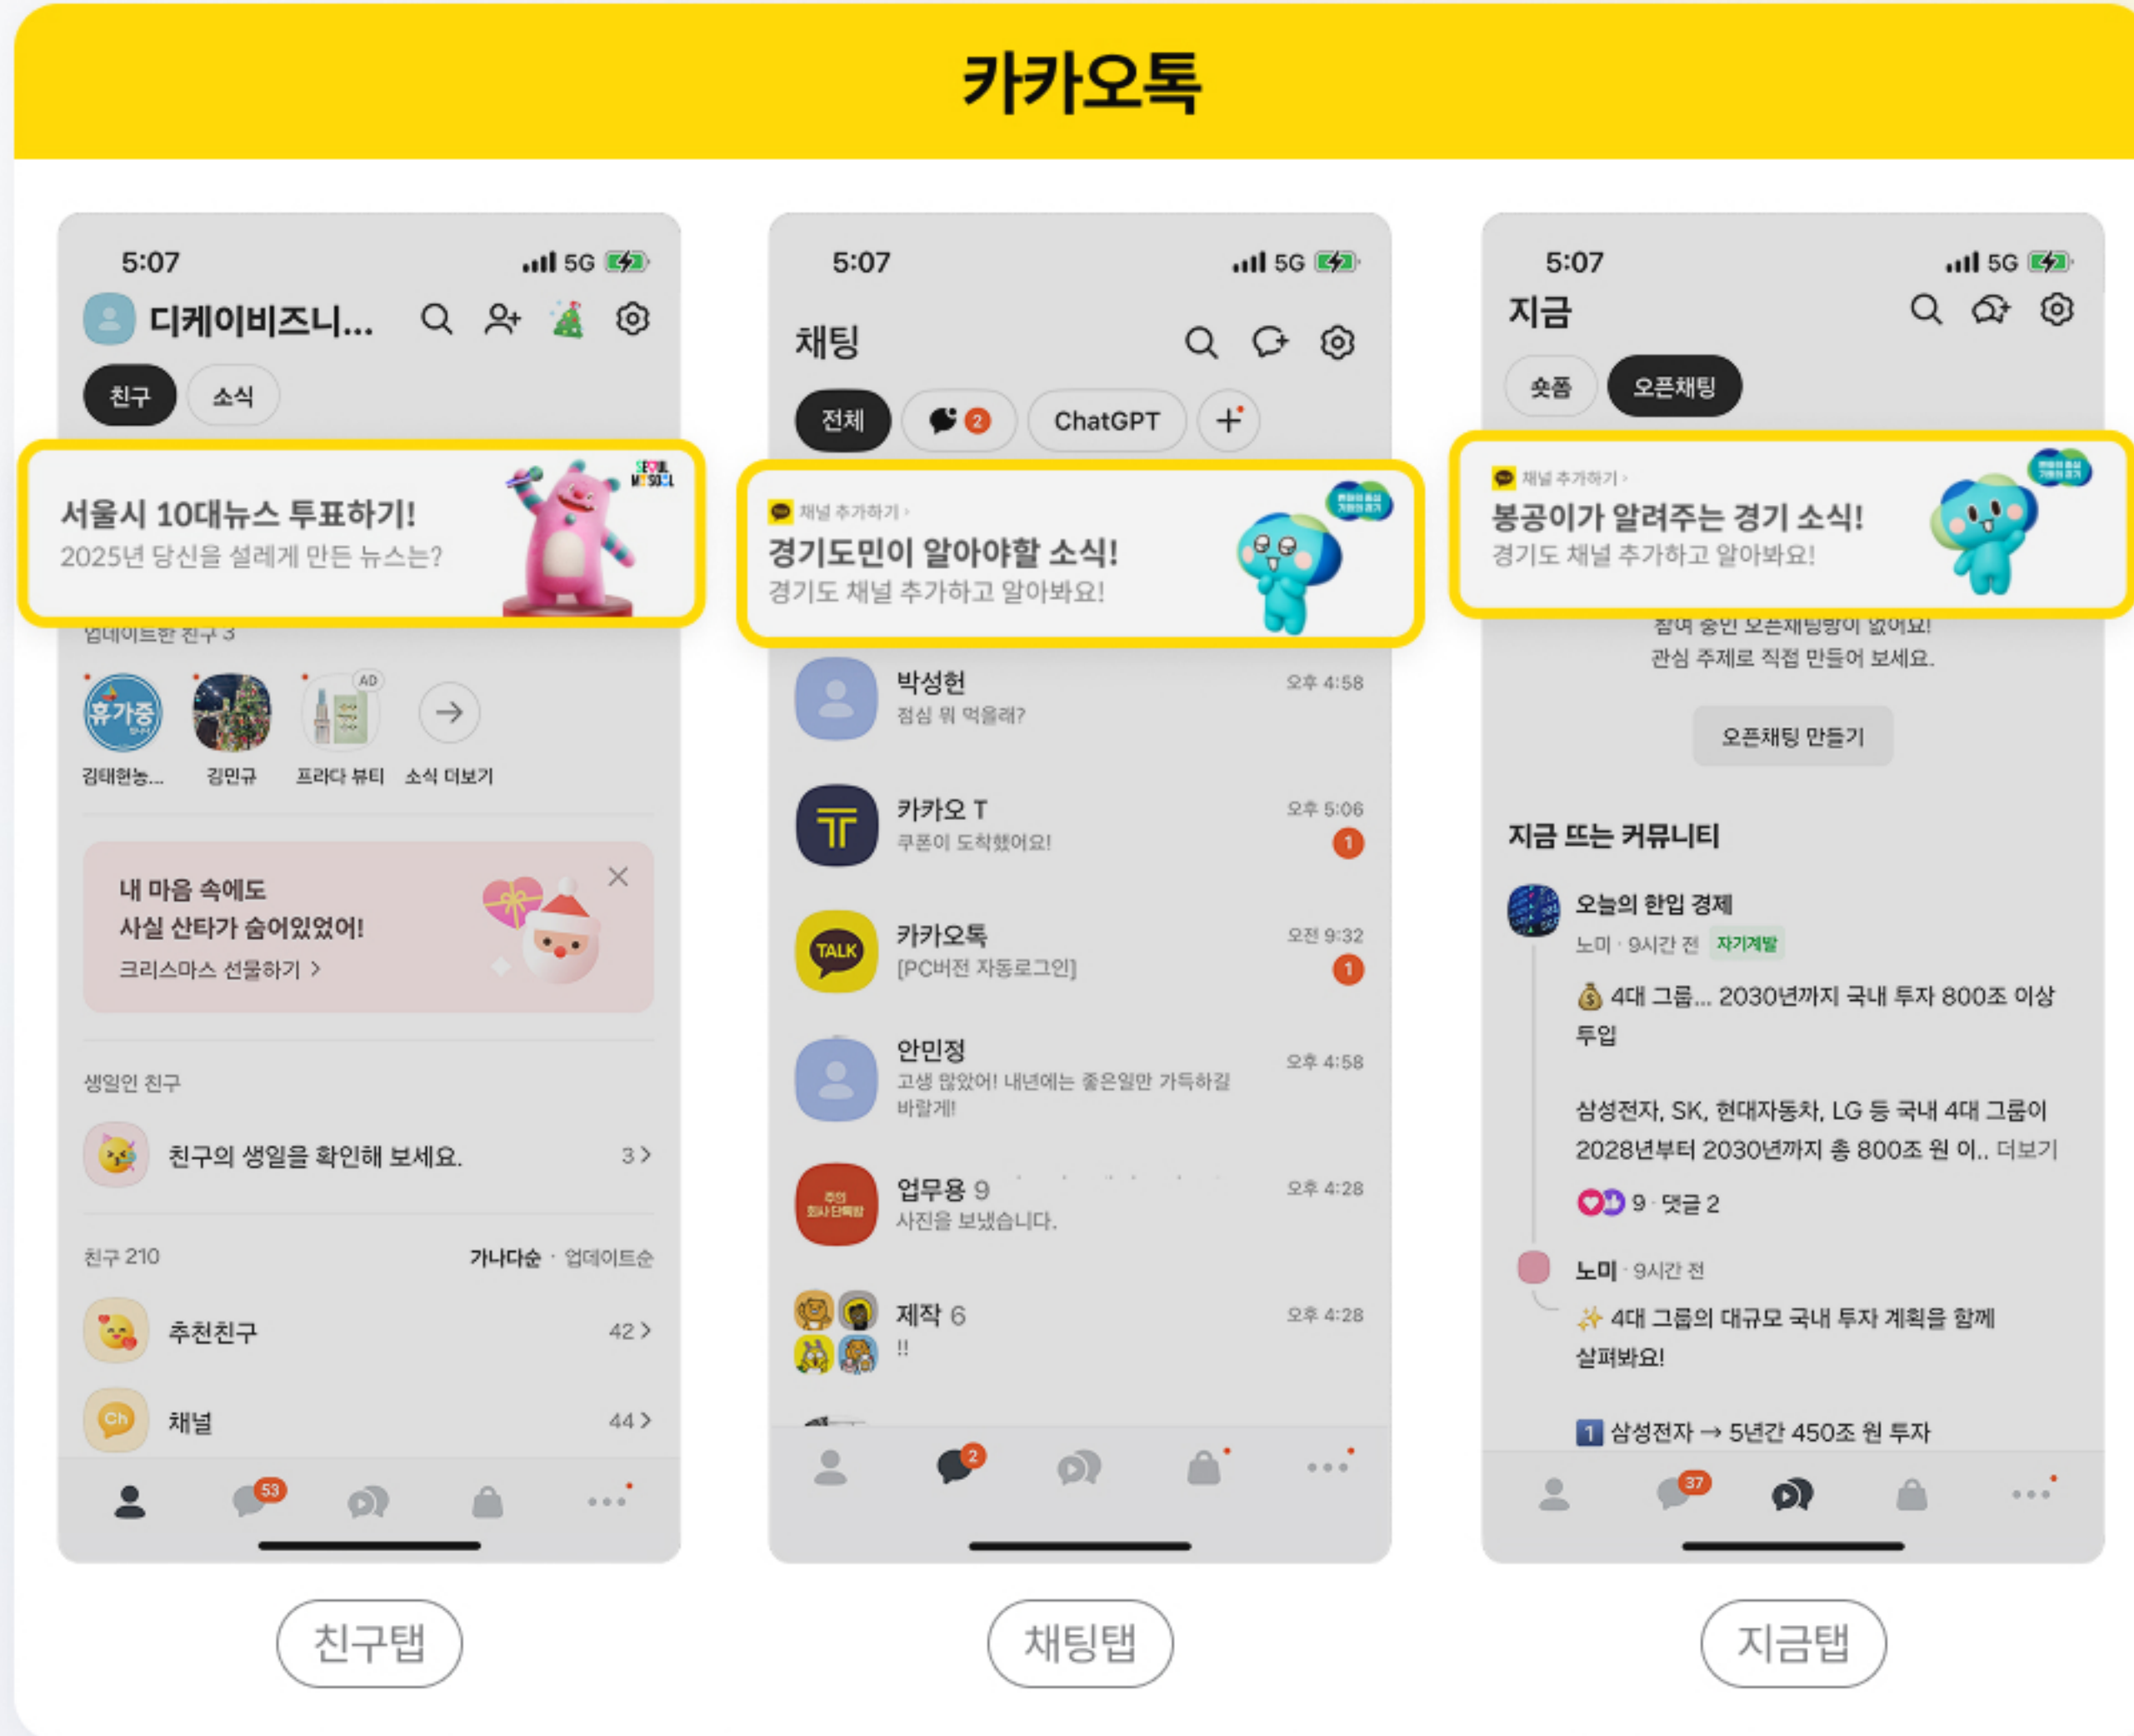 카카오톡
5:07
5G
디케이비즈니...
친구
소식
서울시 10대뉴스 투표하기!
2025년 당신을 설레게 만든 뉴스는?
SEOUL
MY SOUL
업데이트한 친구 3
휴가중
AD
김태현농...
김민규
프라다 뷰티
소식 더보기
내 마음 속에도
사실 산타가 숨어있었어!
크리스마스 선물하기 >
생일인 친구
친구의 생일을 확인해 보세요.
3 >
친구 210
가나다순 · 업데이트순
추천친구
42 >
Ch
채널
44 >
53
친구탭
5:07
5G
채팅
전체
2
ChatGPT
+
채널 추가하기 >
경기도민이 알아야할 소식!
경기도 채널 추가하고 알아봐요!
박성헌
오후 4:58
점심 뭐 먹을래?
카카오 T
오후 5:06
쿠폰이 도착했어요!
1
TALK
카카오톡
오전 9:32
[PC버전 자동로그인]
1
안민정
오후 4:58
고생 많았어! 내년에는 좋은일만 가득하길
바랄게!
주의
회사 단톡방
업무용 9
오후 4:28
사진을 보냈습니다.
제작 6
오후 4:28
!!
2
채팅탭
5:07
5G
지금
숏폼
오픈채팅
채널 추가하기 >
봉공이가 알려주는 경기 소식!
경기도 채널 추가하고 알아봐요!
참여 중인 오픈채팅방이 없어요!
관심 주제로 직접 만들어 보세요.
오픈채팅 만들기
지금 뜨는 커뮤니티
오늘의 한입 경제
노미 · 9시간 전 자기계발
4대 그룹... 2030년까지 국내 투자 800조 이상
투입
삼성전자, SK, 현대자동차, LG 등 국내 4대 그룹이
2028년부터 2030년까지 총 800조 원 이.. 더보기
9 · 댓글 2
노미 · 9시간 전
4대 그룹의 대규모 국내 투자 계획을 함께
살펴봐요!
1 삼성전자 → 5년간 450조 원 투자
37
지금탭